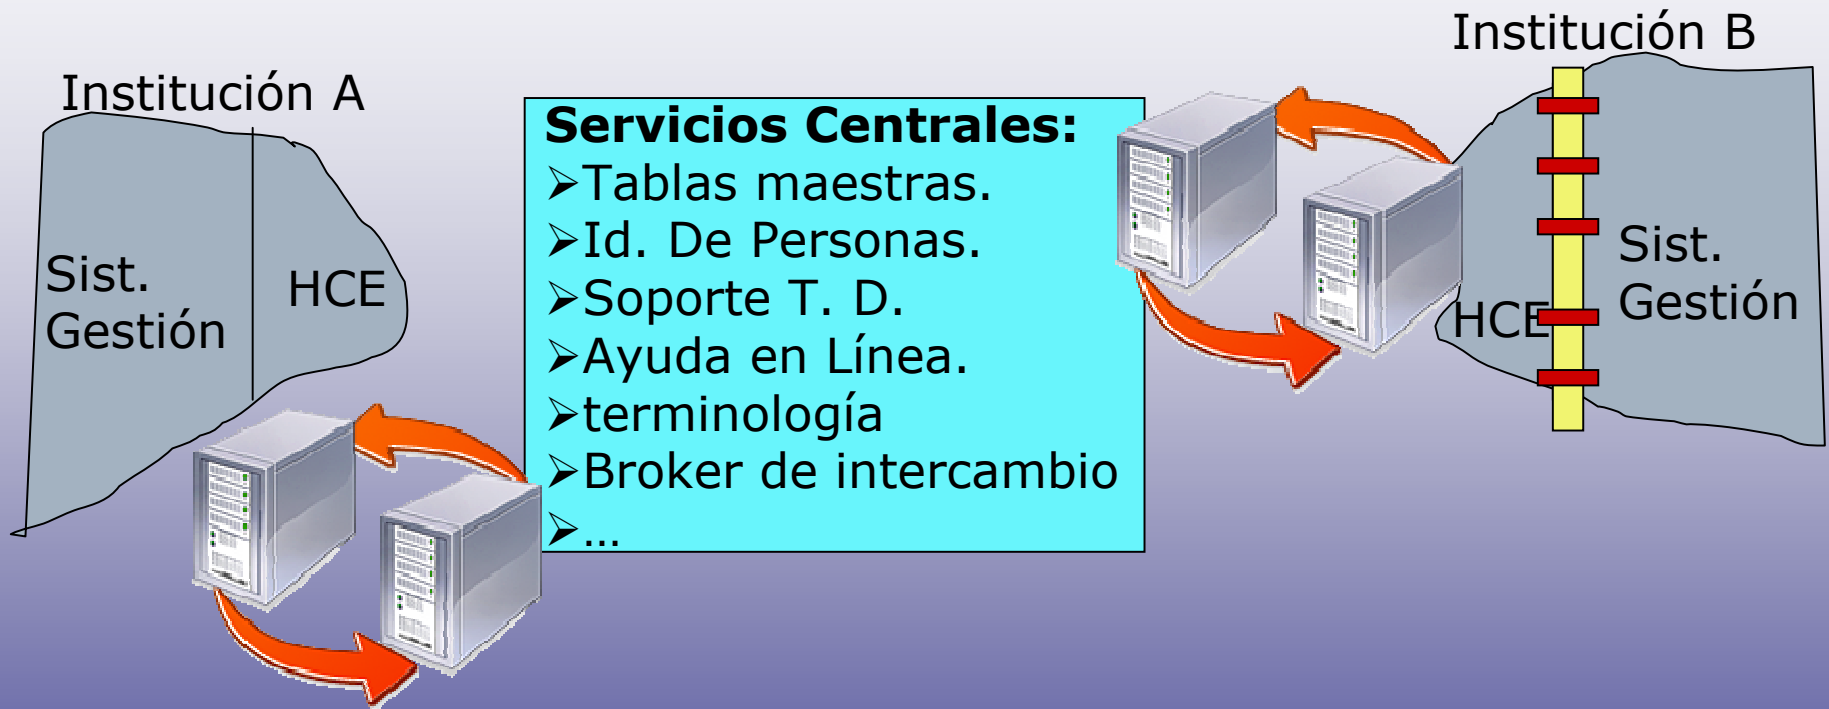 Institución A
Sist.
Gestión
HCE
Servicios Centrales:
➢Tablas maestras.
➢Id. De Personas.
➢Soporte T. D.
➢Ayuda en Línea.
➢terminología
➢Broker de intercambio
➢...
Institución B
HCE
Sist.
Gestión